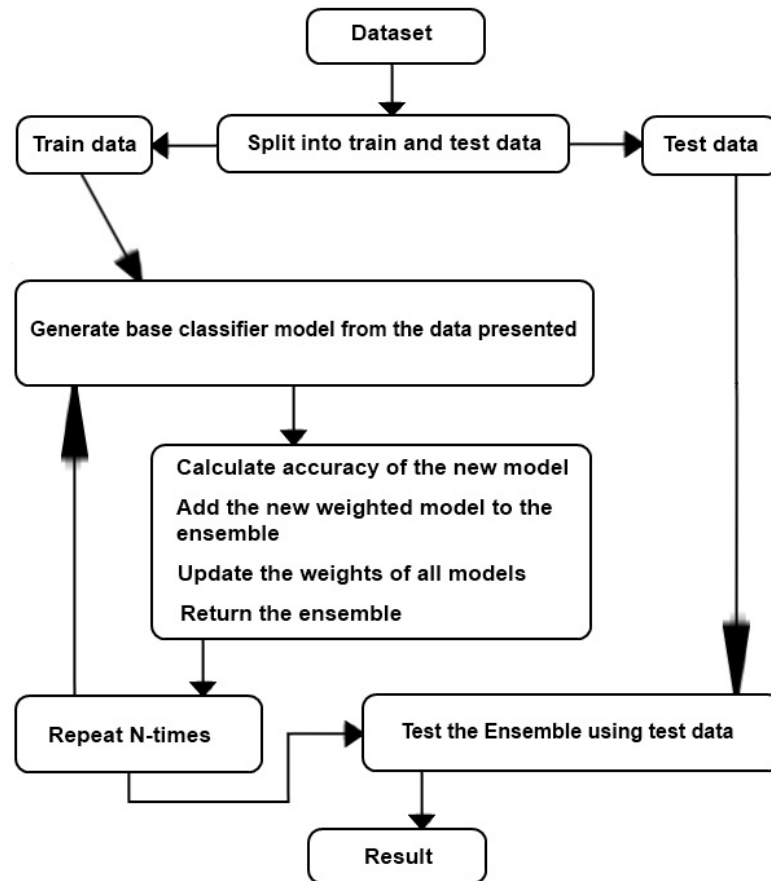 Dataset
Train data
Split into train and test data
Test data
Generate base classifier model from the data presented
Calculate accuracy of the new model
Add the new weighted model to the
ensemble
Update the weights of all models
Return the ensemble
Repeat N-times
Test the Ensemble using test data
Result